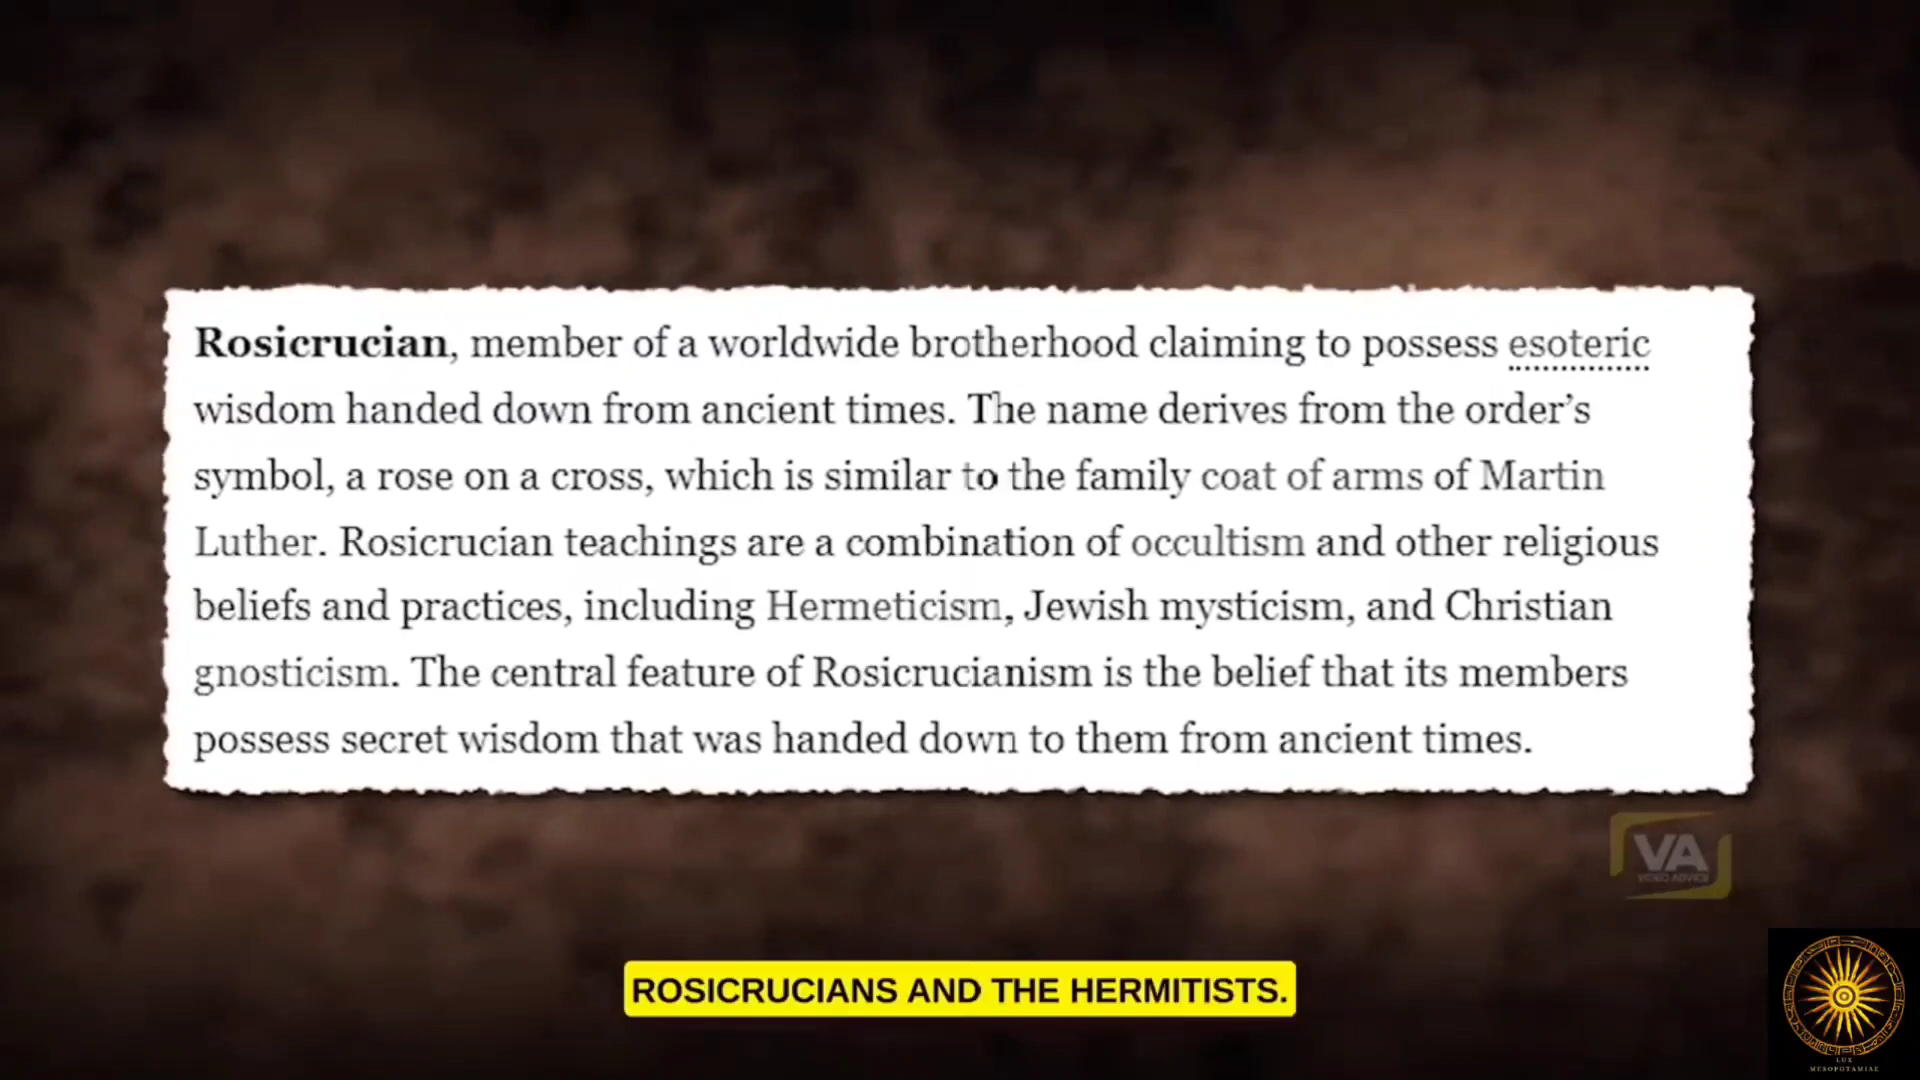 Rosicrucian, member of a worldwide brotherhood claiming to possess esoteric
wisdom handed down from ancient times. The name derives from the order’s
symbol, a rose on a cross, which is similar to the family coat of arms of Martin
Luther. Rosicrucian teachings are a combination of occultism and other religious
beliefs and practices, including Hermeticism, Jewish mysticism, and Christian
gnosticism. The central feature of Rosicrucianism is the belief that its members
possess secret wisdom that was handed down to them from ancient times.
VA
VIDEO ADVICE
ROSICRUCIANS AND THE HERMITISTS.
LUX
MESOPOTAMIAE